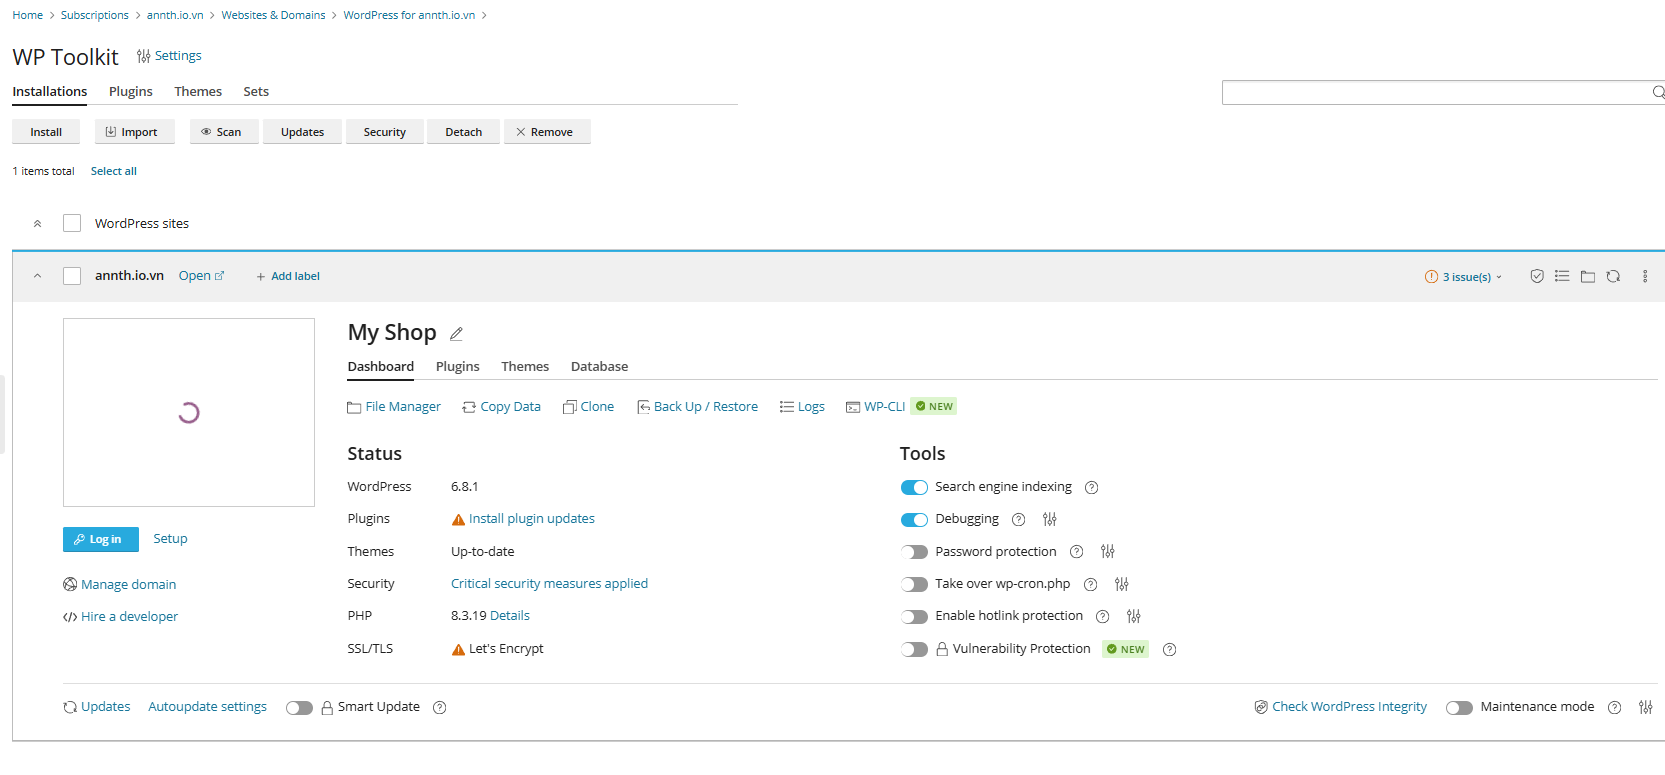 Home > Subscriptions > annth.io.vn > Websites & Domains > WordPress for annth.io.vn >
WP Toolkit Settings
Installations Plugins Themes Sets
Install Import Scan Updates Security Detach Remove
1 items total Select all
WordPress sites
annth.io.vn Open + Add label 3 issue(s)
My Shop
Dashboard Plugins Themes Database
File Manager Copy Data Clone Back Up / Restore Logs WP-CLI NEW
Status Tools
WordPress 6.8.1 Search engine indexing
Plugins Install plugin updates Debugging
Log in Setup
Themes Up-to-date Password protection
Manage domain
Security Critical security measures applied Take over wp-cron.php
Hire a developer
PHP 8.3.19 Details Enable hotlink protection
SSL/TLS Let's Encrypt Vulnerability Protection NEW
Updates Autoupdate settings Smart Update Check WordPress Integrity Maintenance mode